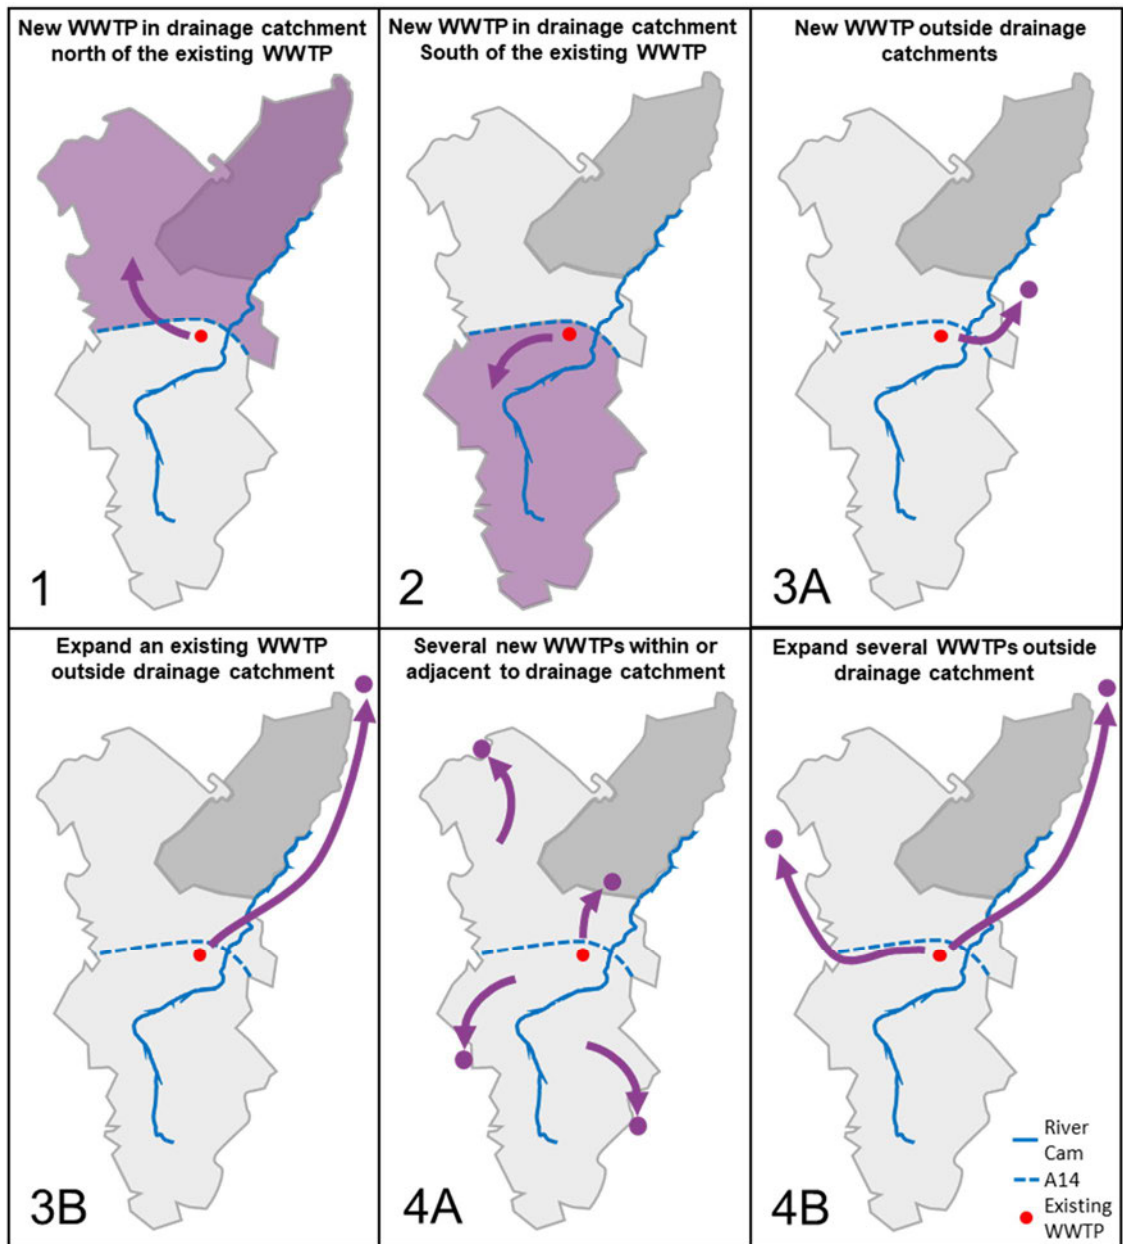 New WWTP in drainage catchment
north of the existing WWTP
1
New WWTP in drainage catchment
South of the existing WWTP
2
New WWTP outside drainage
catchments
3A
Expand an existing WWTP
outside drainage catchment
3B
Several new WWTPs within or
adjacent to drainage catchment
4A
Expand several WWTPs outside
drainage catchment
4B
River
Cam
A14
Existing
WWTP